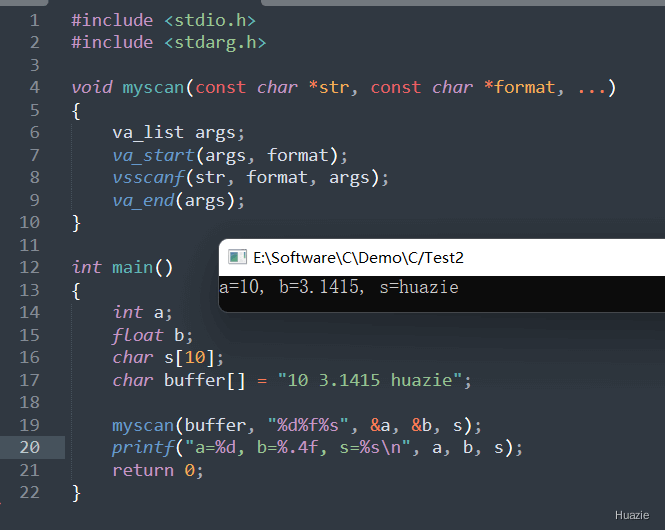 1 #include <stdio.h>
2 #include <stdarg.h>
3
4 void myscan(const char *str, const char *format, ...)
5 {
6     va_list args;
7     va_start(args, format);
8     vsscanf(str, format, args);
9     va_end(args);
10 }
11
E:\Software\C\Demo\C/Test2
12 int main()
a=10, b=3.1415, s=huazie
13 {
14     int a;
15     float b;
16     char s[10];
17     char buffer[] = "10 3.1415 huazie";
18
19     myscan(buffer, "%d%f%s", &a, &b, s);
20     printf("a=%d, b=%.4f, s=%s\n", a, b, s);
21     return 0;
22 }
Huazie